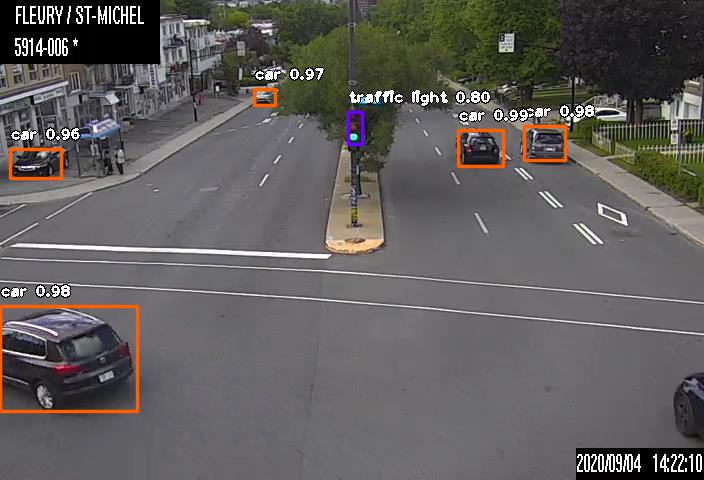 FLEURY / ST-MICHEL
5914-006 *
car 0.97
traffic light 0.80
car 0.99
car 0.98
car 0.96
car 0.98
2020/09/04 14:22:10